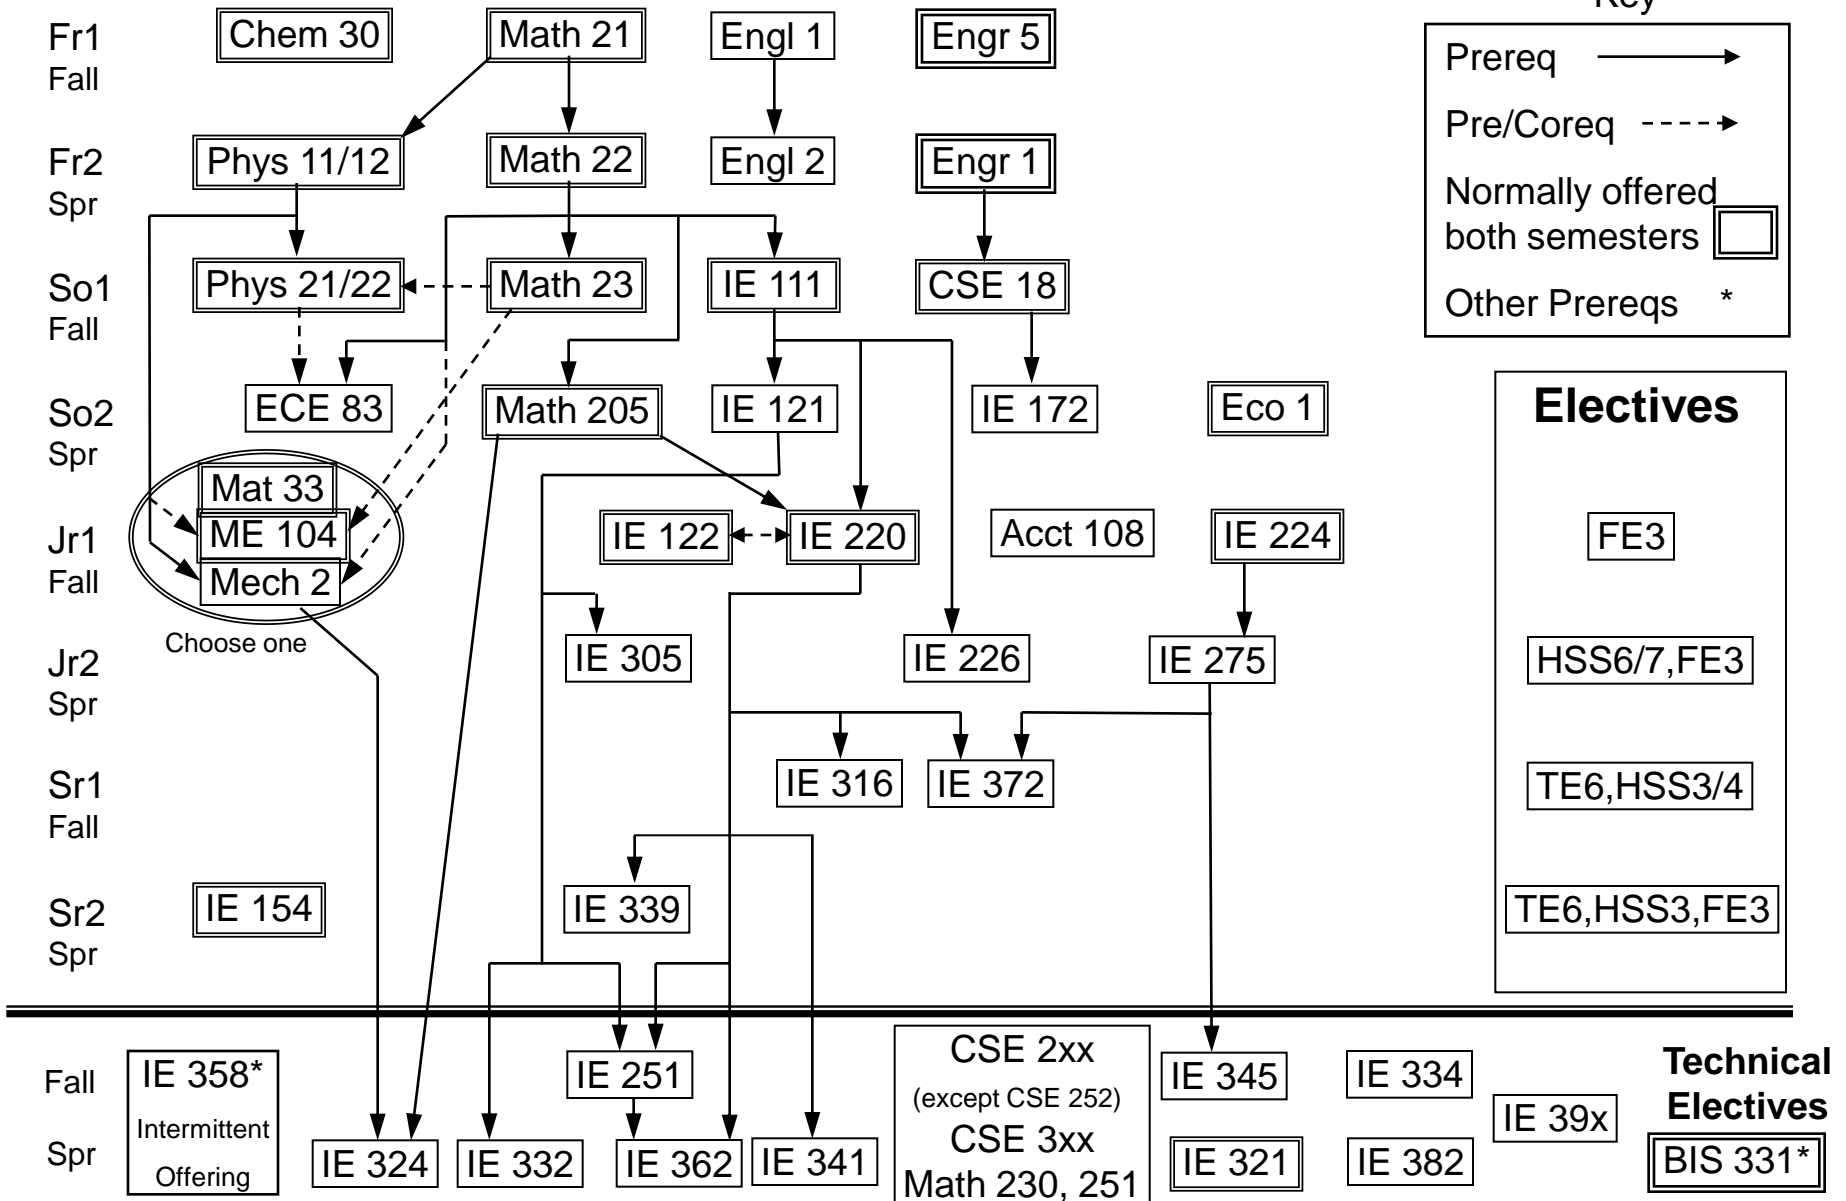 Key
Fr1
Fall
Chem 30
Math 21
Engl 1
Engr 5
Prereq
Pre/Coreq
Normally offered
both semesters
Other Prereqs *
Fr2
Spr
Phys 11/12
Math 22
Engl 2
Engr 1
So1
Fall
Phys 21/22
Math 23
IE 111
CSE 18
So2
Spr
ECE 83
Math 205
IE 121
IE 172
Eco 1
Electives
Mat 33
ME 104
Mech 2
Choose one
Jr1
Fall
IE 122
IE 220
Acct 108
IE 224
FE3
Jr2
Spr
IE 305
IE 226
IE 275
HSS6/7,FE3
Sr1
Fall
IE 316
IE 372
TE6,HSS3/4
Sr2
Spr
IE 154
IE 339
TE6,HSS3,FE3
Fall
Spr
IE 358*
Intermittent
Offering
IE 251
IE 324
IE 332
IE 362
IE 341
CSE 2xx
(except CSE 252)
CSE 3xx
Math 230, 251
IE 345
IE 321
IE 334
IE 382
IE 39x
Technical
Electives
BIS 331*